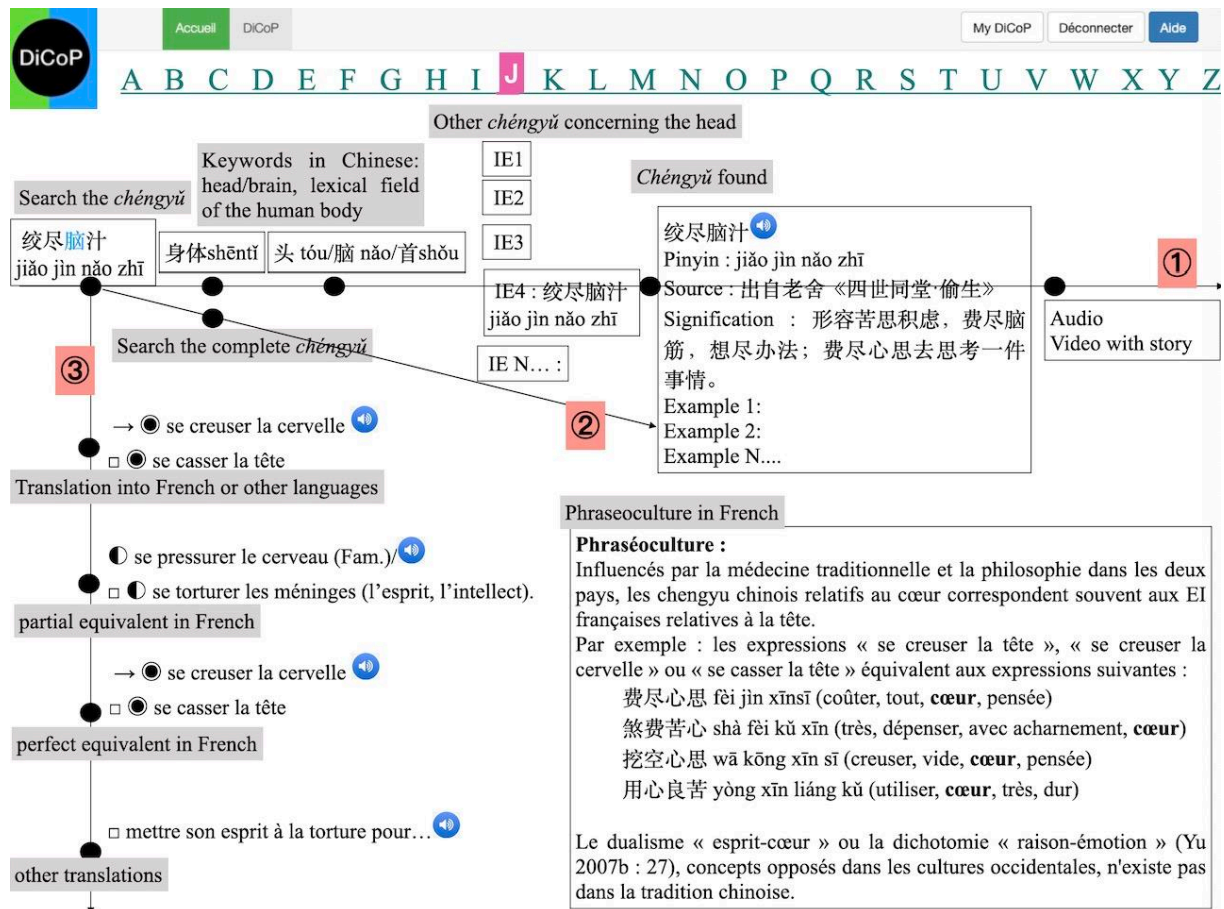 DiCoP
Accueil
DiCoP
My DiCoP
Déconnecter
Aide
A B C D E F G H I J K L M N O P Q R S T U V W X Y Z
Other chéngyǔ concerning the head
Keywords in Chinese:
head/brain, lexical field
of the human body
Search the chéngyǔ
绞尽脑汁
jiǎo jìn nǎo zhī
身体shēntǐ
头 tóu/脑 nǎo/首shǒu
IE1
IE2
IE3
IE4 : 绞尽脑汁
jiǎo jìn nǎo zhī
IE N… :
Chéngyǔ found
绞尽脑汁
Pinyin : jiǎo jìn nǎo zhī
Source : 出自老舍《四世同堂·偷生》
Signification : 形容苦思积虑，费尽脑
筋，想尽办法；费尽心思去思考一件
事情。
Example 1:
Example 2:
Example N....
①
Audio
Video with story
Search the complete chéngyǔ
③
②
→ ◉ se creuser la cervelle
□ ◉ se casser la tête
Translation into French or other languages
◐ se pressurer le cerveau (Fam.)/
□ ◐ se torturer les méninges (l’esprit, l’intellect).
partial equivalent in French
→ ◉ se creuser la cervelle
□ ◉ se casser la tête
perfect equivalent in French
□ mettre son esprit à la torture pour…
other translations
Phraseoculture in French
Phraséoculture :
Influencés par la médecine traditionnelle et la philosophie dans les deux
pays, les chengyu chinois relatifs au cœur correspondent souvent aux EI
françaises relatives à la tête.
Par exemple : les expressions « se creuser la tête », « se creuser la
cervelle » ou « se casser la tête » équivalent aux expressions suivantes :
费尽心思 fèi jìn xīnsī (coûter, tout, cœur, pensée)
煞费苦心 shà fèi kǔ xīn (très, dépenser, avec acharnement, cœur)
挖空心思 wā kōng xīn sī (creuser, vide, cœur, pensée)
用心良苦 yòng xīn liáng kǔ (utiliser, cœur, très, dur)
Le dualisme « esprit-cœur » ou la dichotomie « raison-émotion » (Yu
2007b : 27), concepts opposés dans les cultures occidentales, n'existe pas
dans la tradition chinoise.